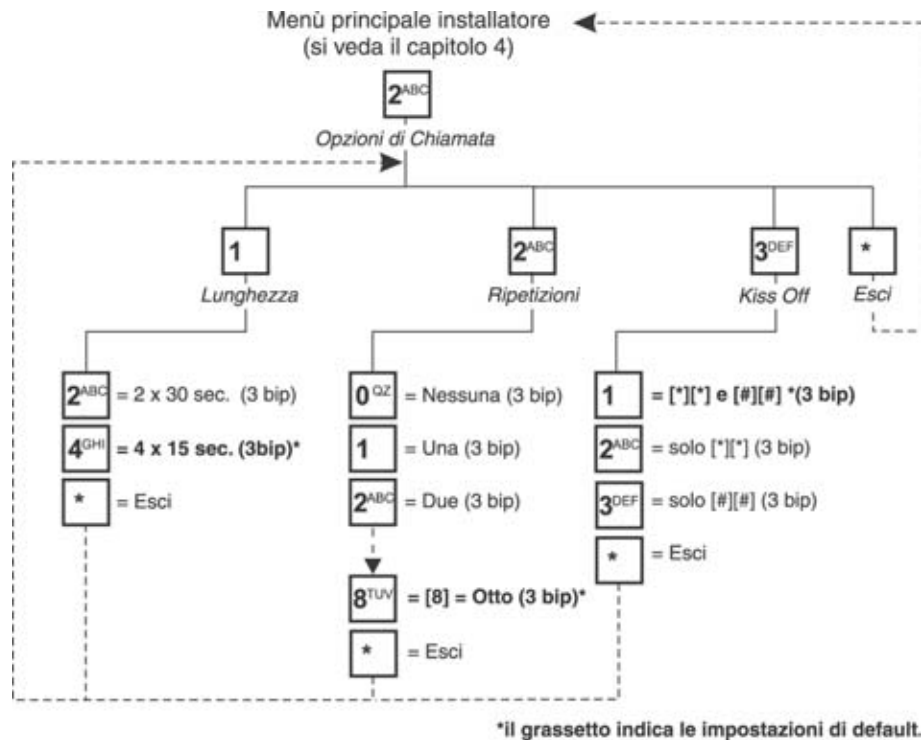 Menù principale installatore
(si veda il capitolo 4)
2ABC
Opzioni di Chiamata
1
Lunghezza
2ABC
Ripetizioni
3DEF
Kiss Off
*
Esci
2ABC = 2 x 30 sec. (3 bip)
4GHI = 4 x 15 sec. (3bip)*
* = Esci
0QZ = Nessuna (3 bip)
1 = Una (3 bip)
2ABC = Due (3 bip)
8TUV = [8] = Otto (3 bip)*
* = Esci
1 = [*][*] e [#][#] *(3 bip)
2ABC = solo [*][*] (3 bip)
3DEF = solo [#][#] (3 bip)
* = Esci
*il grassetto indica le impostazioni di default.